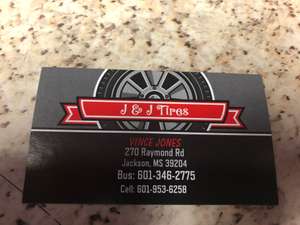 J & J Tires
VINCE JONES
270 Raymond Rd
Jackson, MS 39204
Bus: 601-346-2775
Cell: 601-953-6258